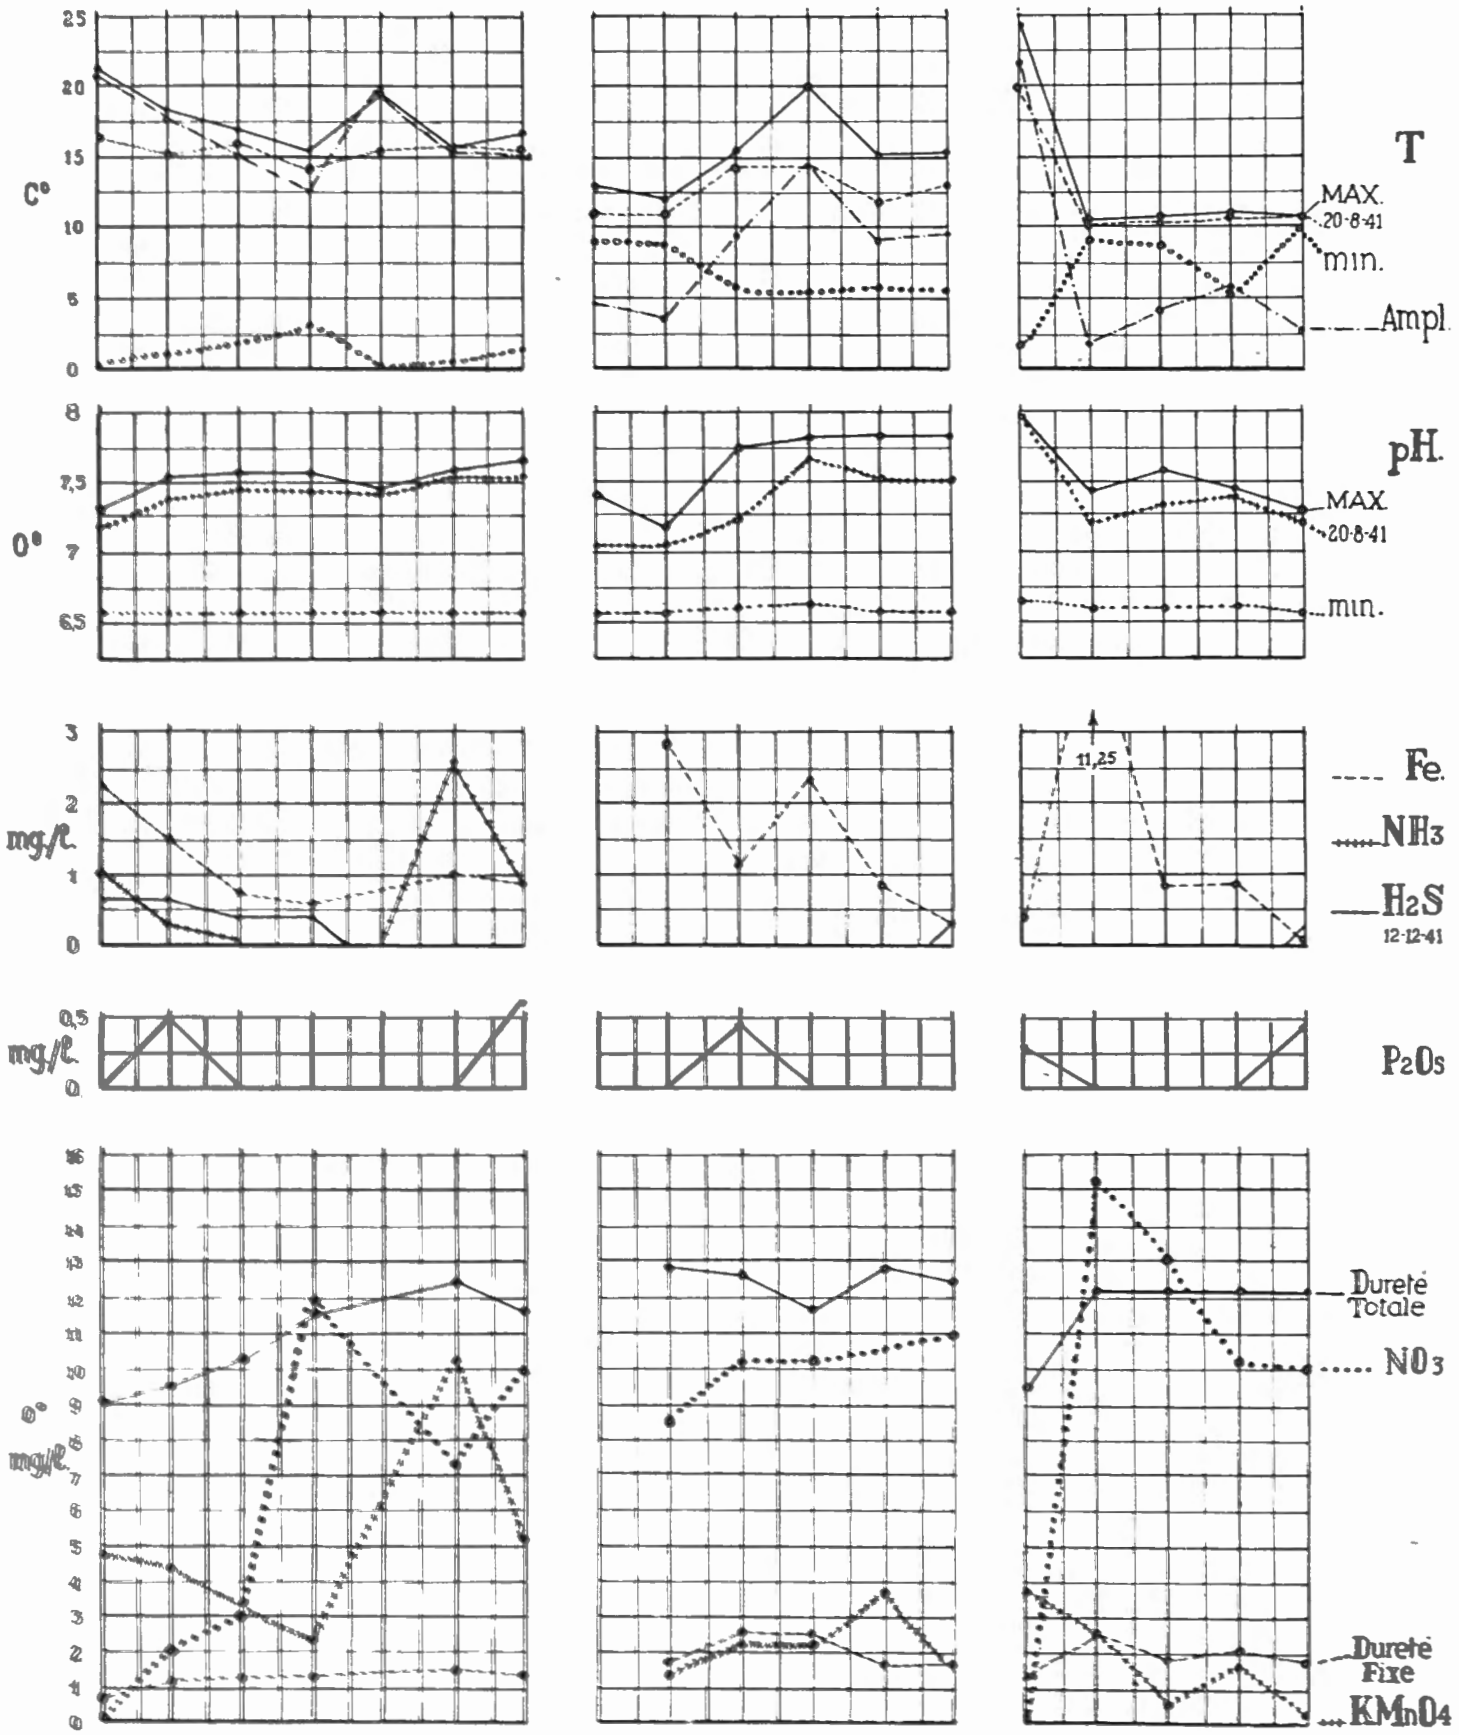 25
20
15
10
5
0
C°
T
MAX.
20-8-41
min.
Ampl.
8
7,5
7
6,5
O°
pH.
MAX.
20-8-41
min.
3
2
1
0
mg./l.
11,25
Fe.
NH3
H2S
12-12-41
0,5
0
mg./l.
P2O5
16
15
14
13
12
11
10
9
8
7
6
5
4
3
2
1
0
O°
mg/l.
Dureté
Totale
NO3
Dureté
Fixe
KMnO4